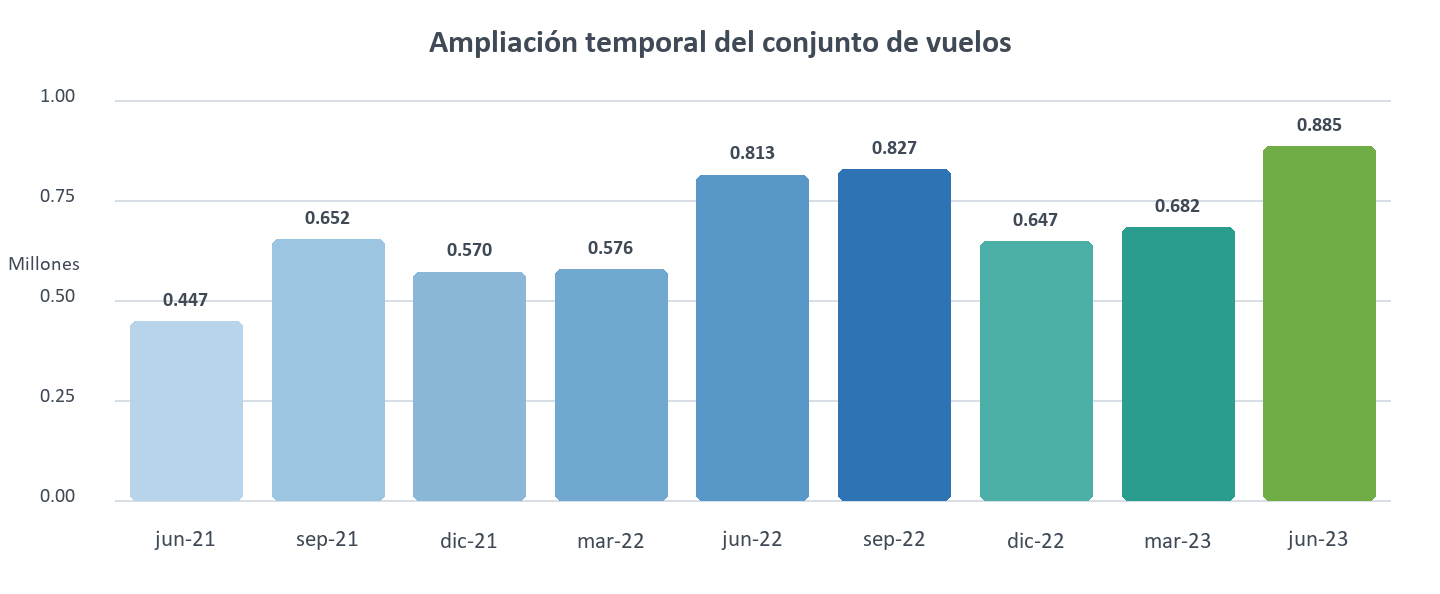 Ampliación temporal del conjunto de vuelos
1.00
0.75
Millones
0.50
0.25
0.00
0.447
0.652
0.570
0.576
0.813
0.827
0.647
0.682
0.885
jun-21
sep-21
dic-21
mar-22
jun-22
sep-22
dic-22
mar-23
jun-23